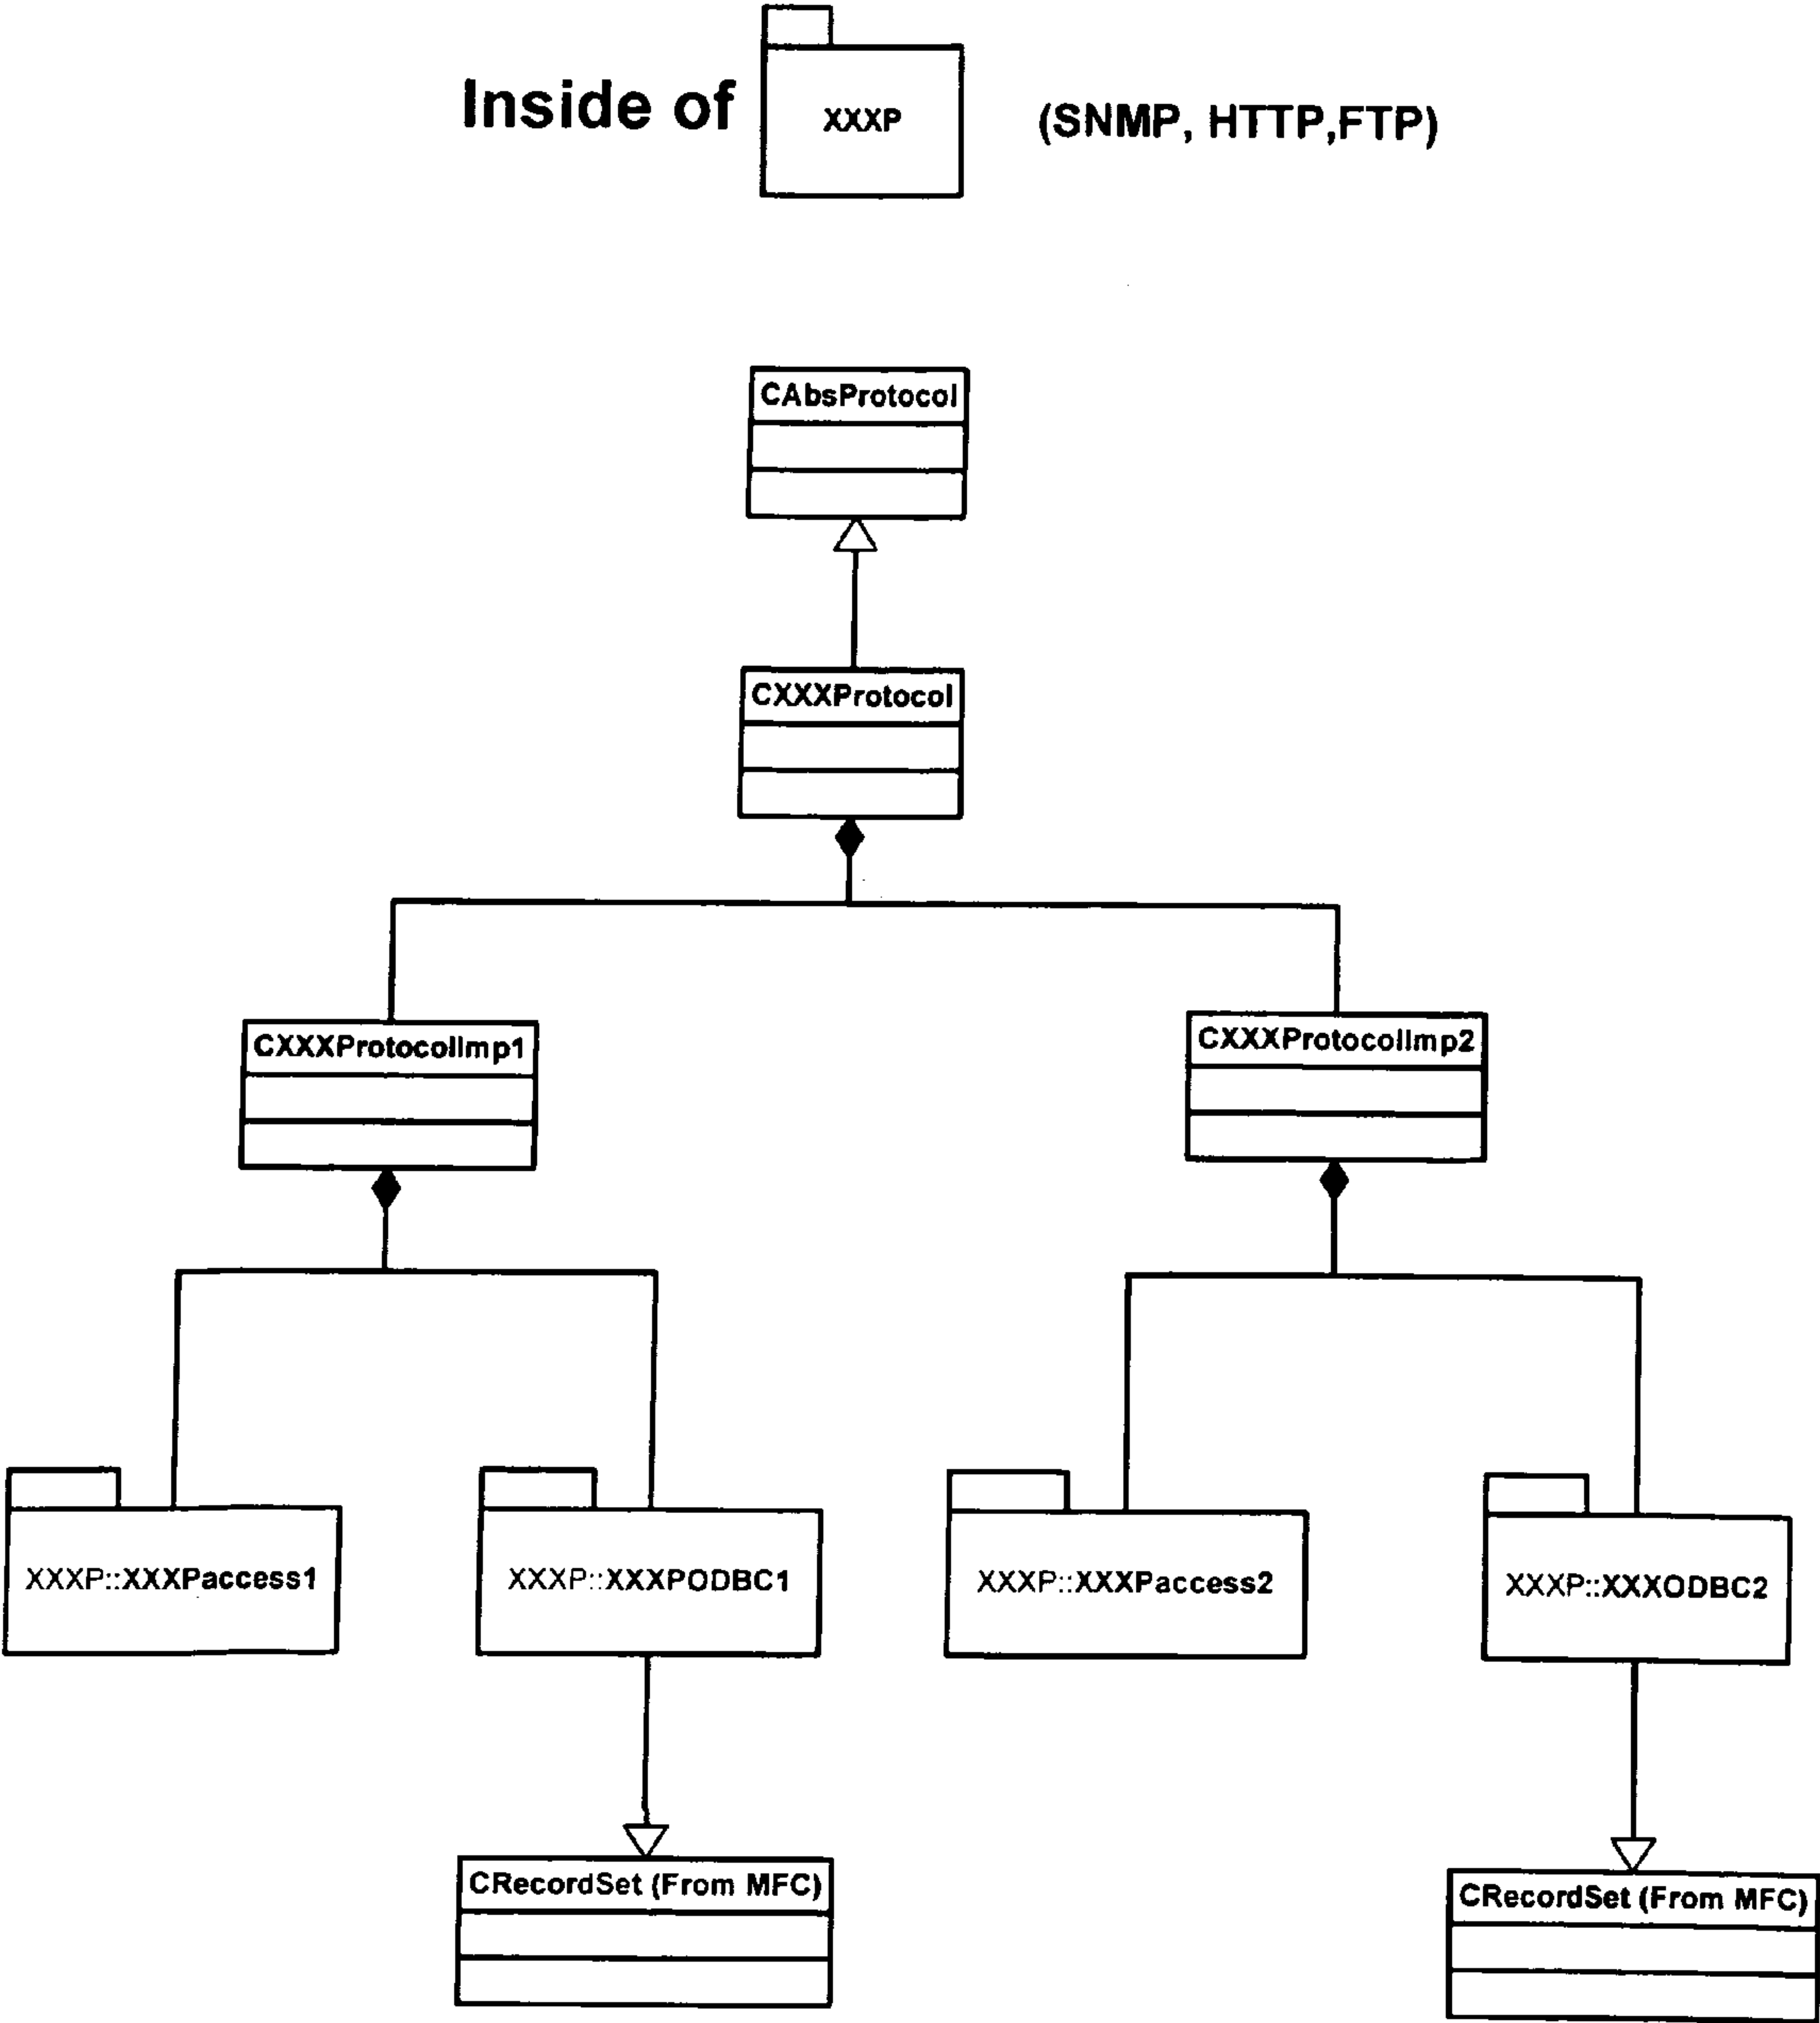 Inside of XXXP (SNMP, HTTP,FTP)
CAbsProtocol
CXXXProtocol
CXXXProtocolImp1
CXXXProtocolImp2
XXXP::XXXPaccess1
XXXP::XXXPODBC1
XXXP::XXXPaccess2
XXXP::XXXODBC2
CRecordSet (From MFC)
CRecordSet (From MFC)